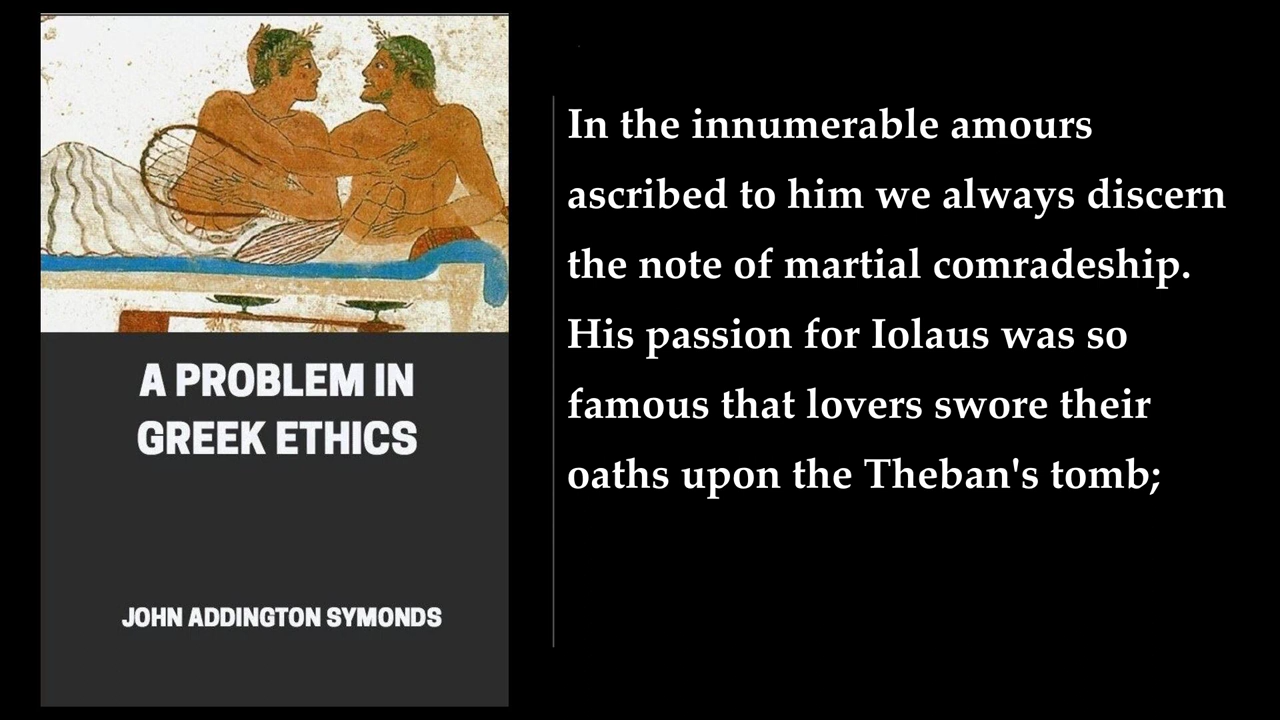 A PROBLEM IN
GREEK ETHICS
JOHN ADDINGTON SYMONDS
In the innumerable amours
ascribed to him we always discern
the note of martial comradeship.
His passion for Iolaus was so
famous that lovers swore their
oaths upon the Theban's tomb;